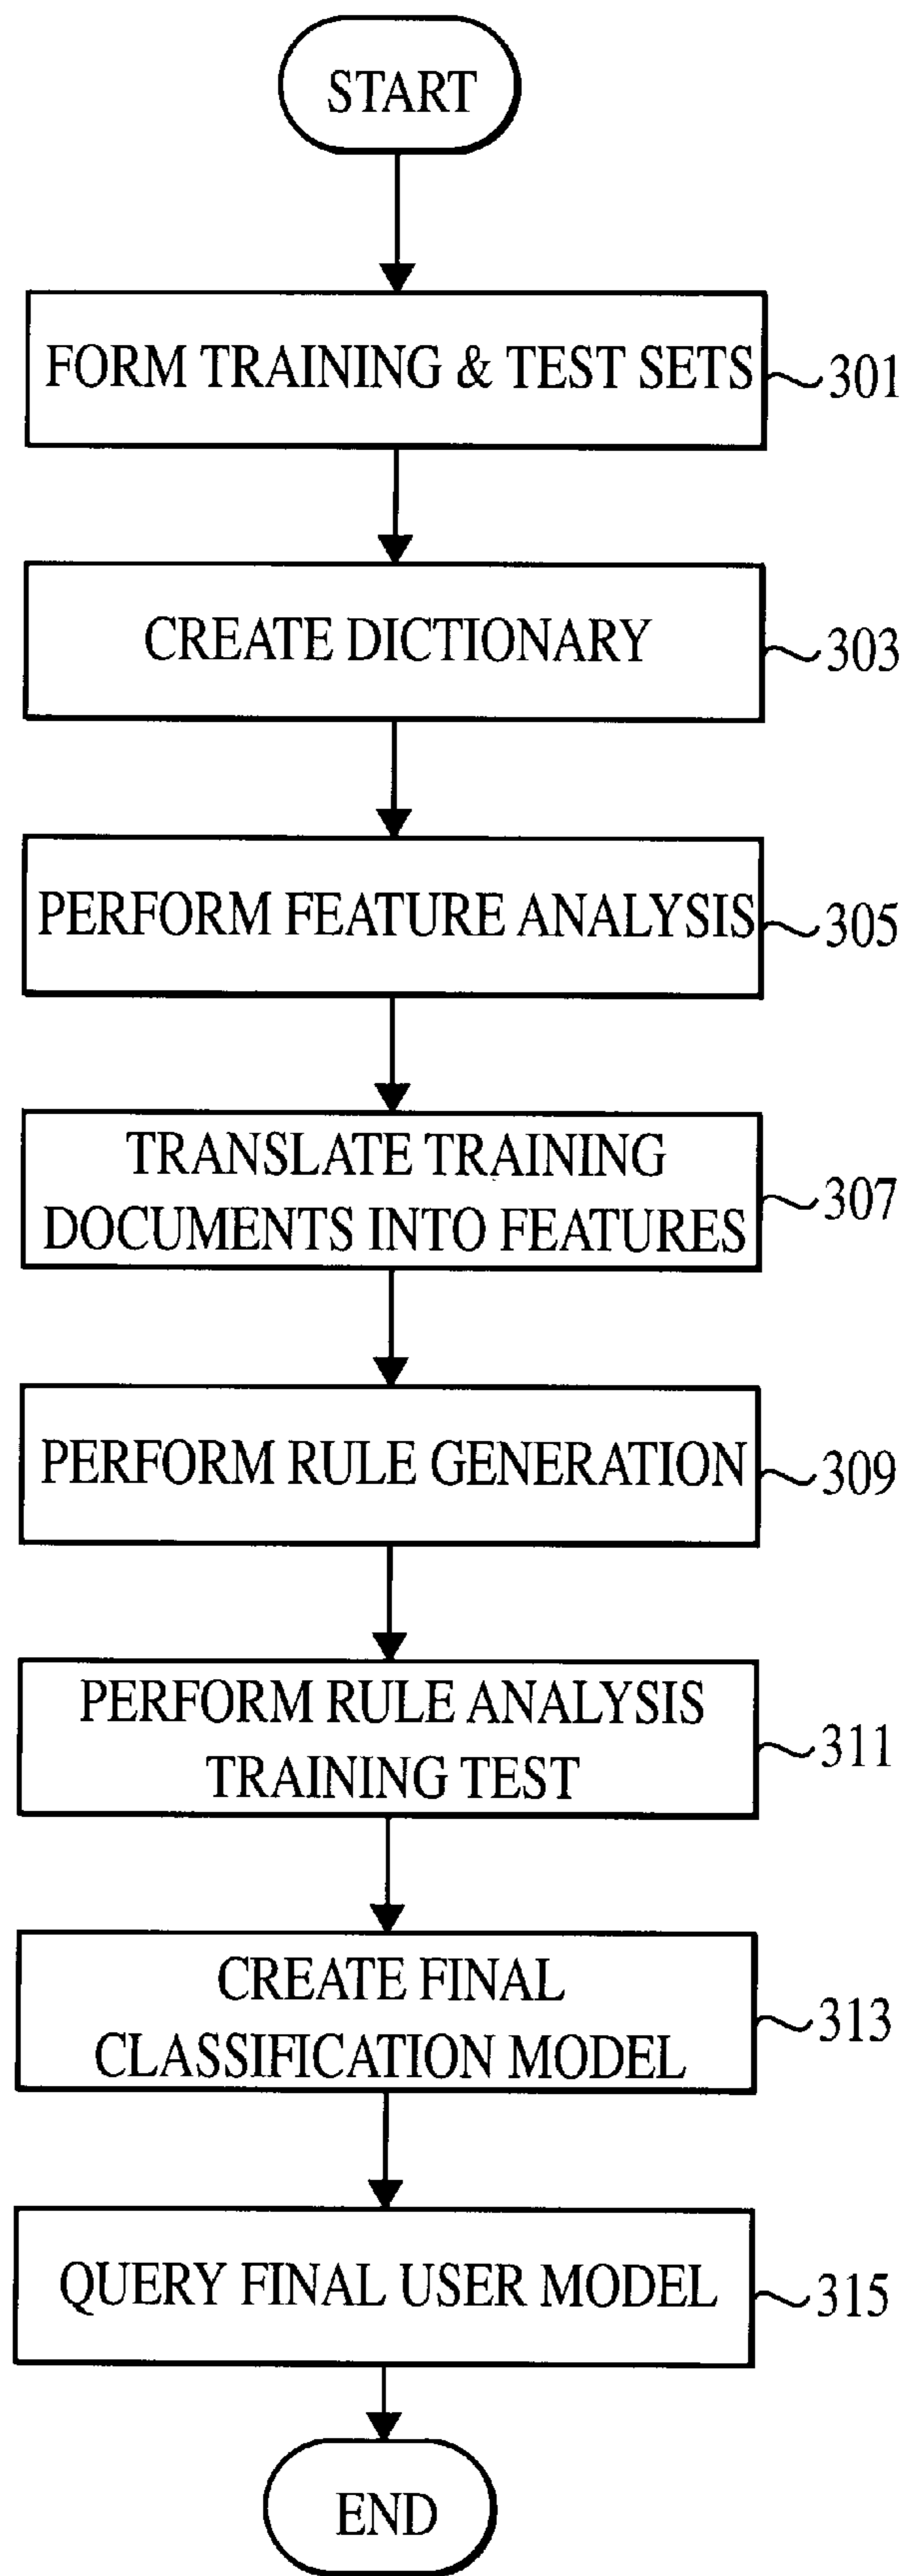 START
FORM TRAINING & TEST SETS
301
CREATE DICTIONARY
303
PERFORM FEATURE ANALYSIS
305
TRANSLATE TRAINING
DOCUMENTS INTO FEATURES
307
PERFORM RULE GENERATION
309
PERFORM RULE ANALYSIS
TRAINING TEST
311
CREATE FINAL
CLASSIFICATION MODEL
313
QUERY FINAL USER MODEL
315
END